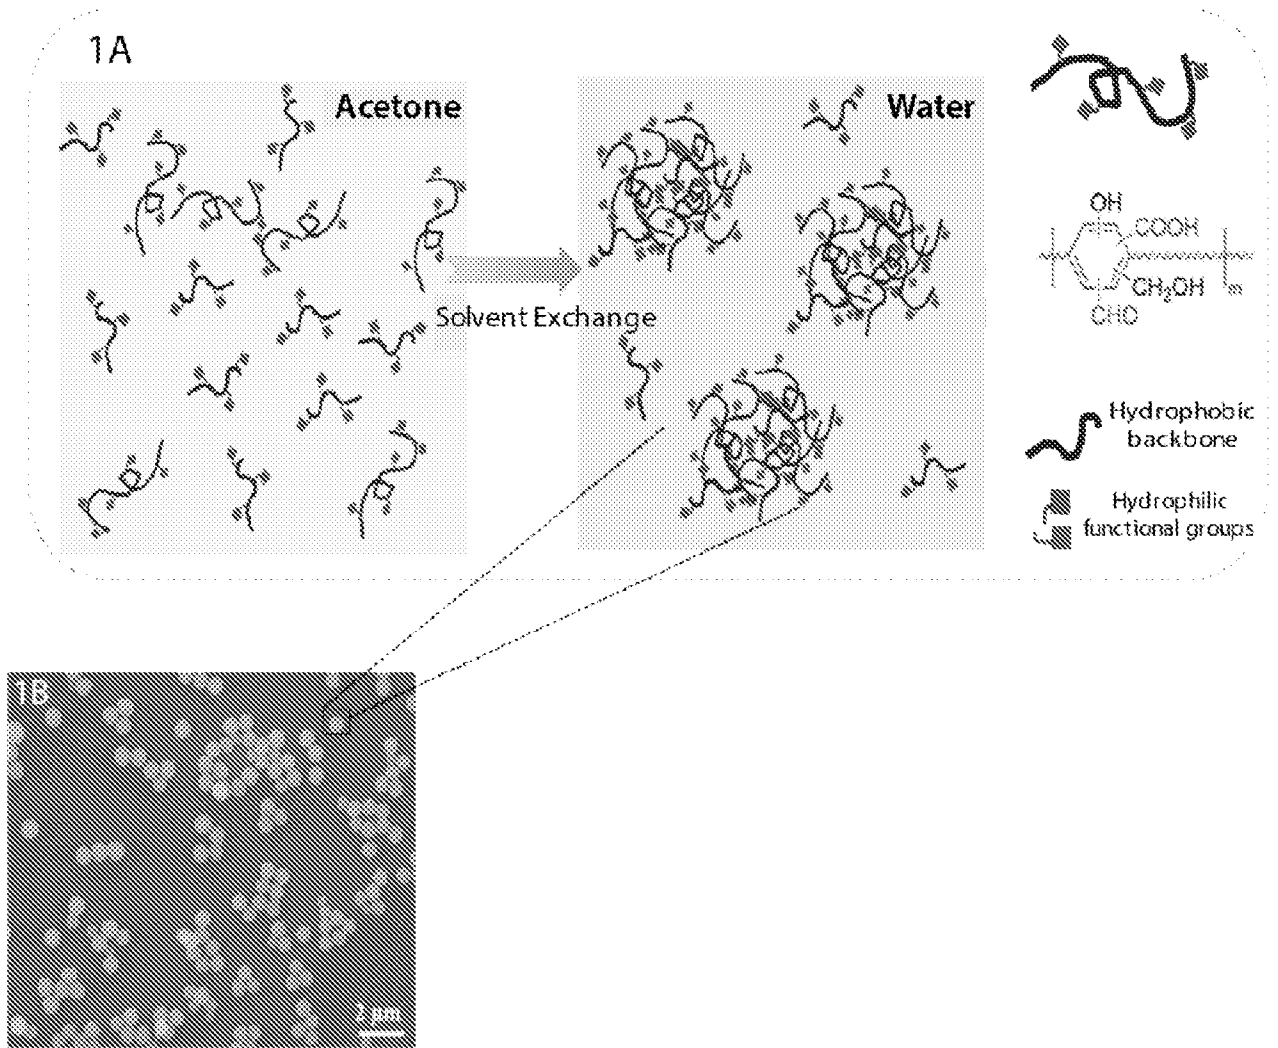 1A
Acetone
Water
Solvent Exchange
OH
COOH
CH2OH
CHO
m
Hydrophobic
backbone
Hydrophilic
functional groups
1B
2 μm